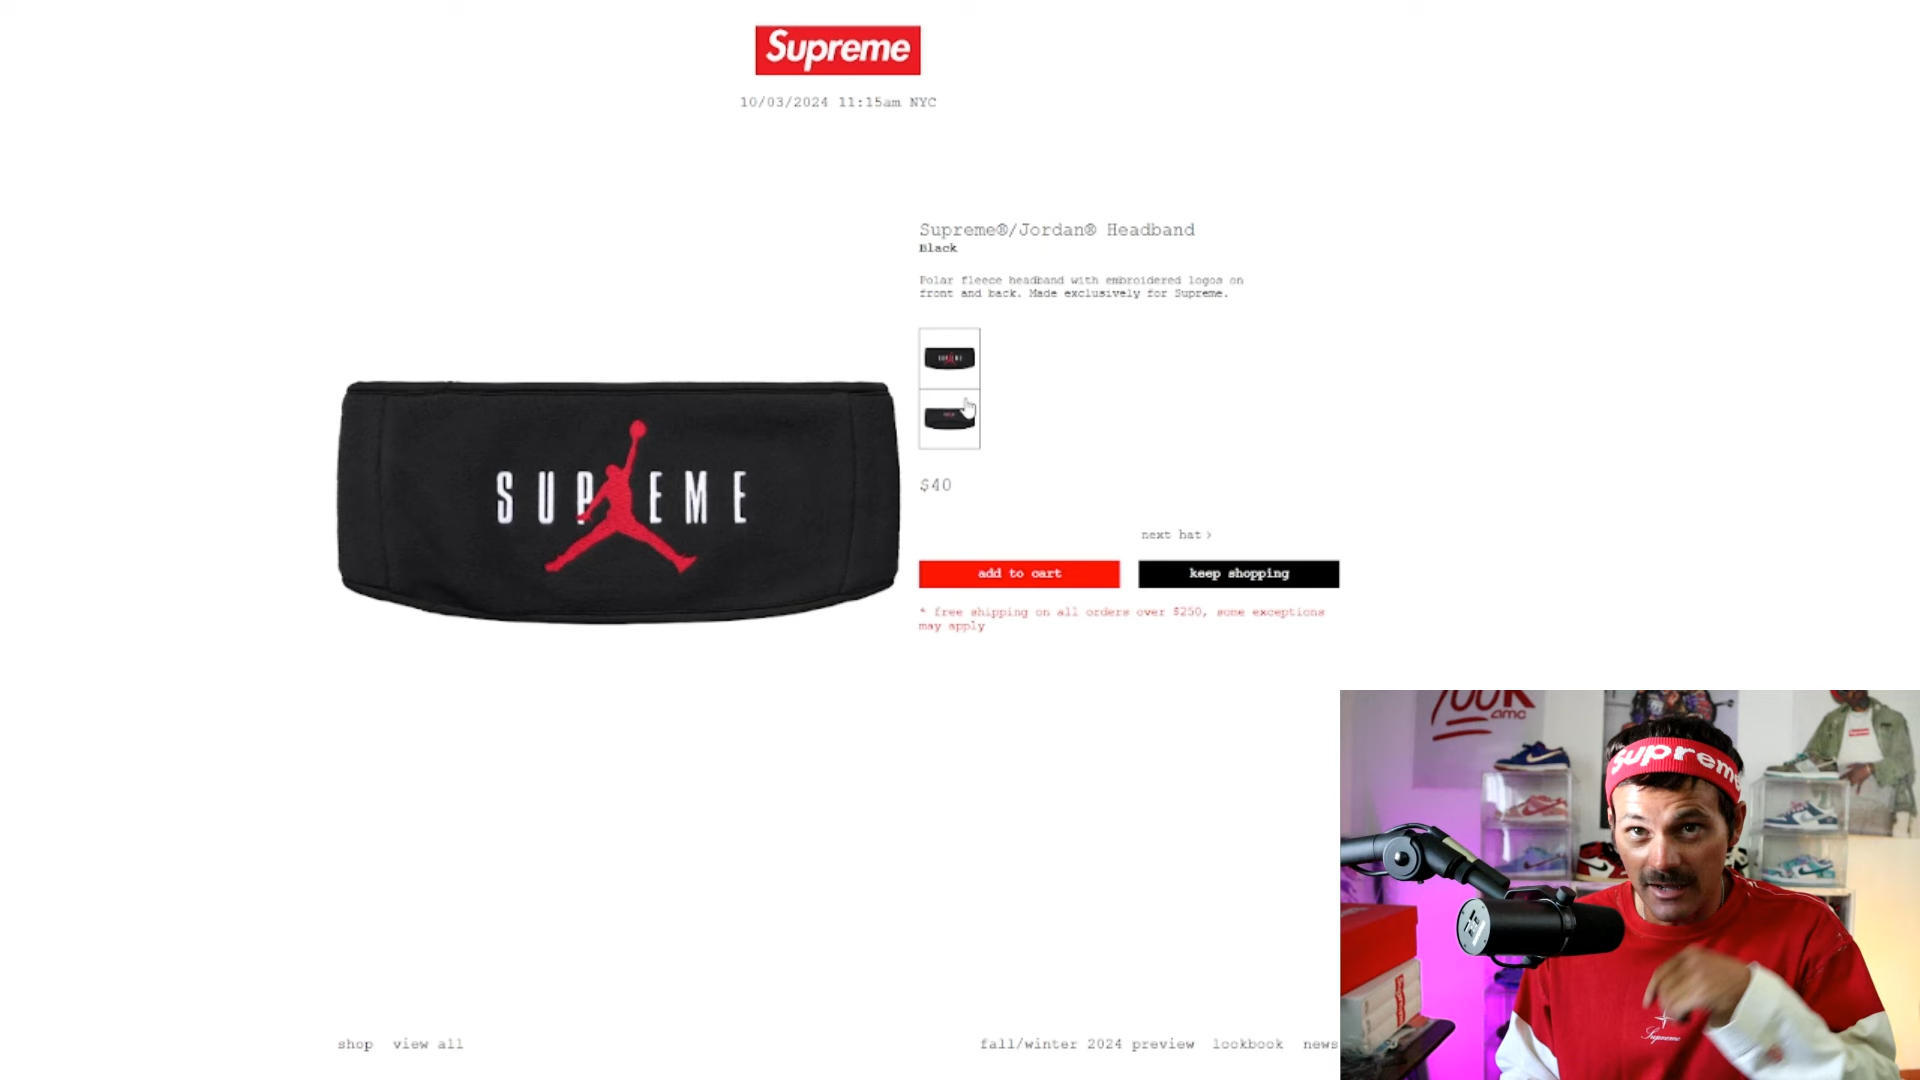 Supreme
10/03/2024 11:15am NYC
Supreme®/Jordan® Headband
Black
Polar fleece headband with embroidered logos on
front and back. Made exclusively for Supreme.
SUPREME
$40
next hat >
add to cart
keep shopping
* free shipping on all orders over $250, some exceptions
may apply
amc
Supreme
Supreme
shop view all
fall/winter 2024 preview lookbook news